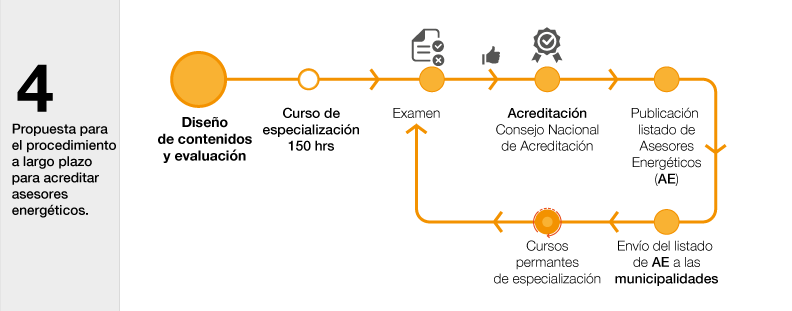 4
Propuesta para
el procedimiento
a largo plazo
para acreditar
asesores
energéticos.
Diseño
de contenidos
y evaluación
Curso de
especialización
150 hrs
Examen
Acreditación
Consejo Nacional
de Acreditación
Publicación
listado de
Asesores
Energéticos
(AE)
Cursos
permantes
de especialización
Envío del listado
de AE a las
municipalidades